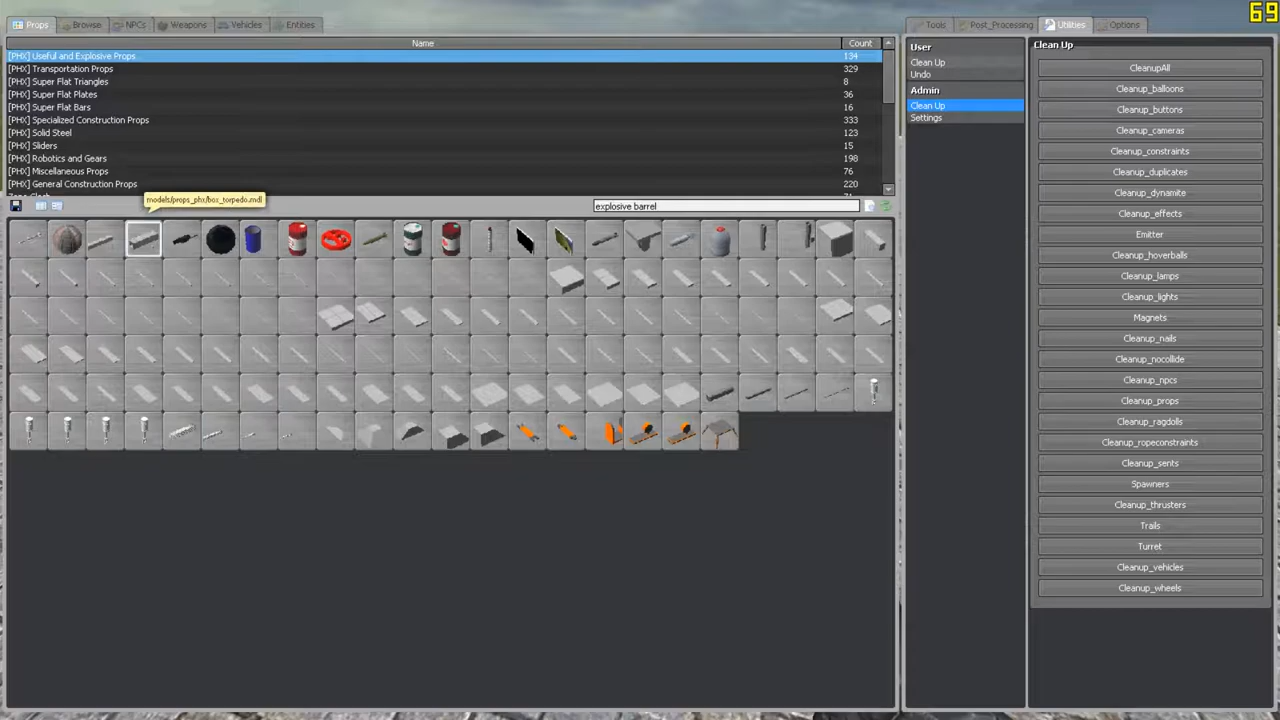 69
Props Browse NPCs Weapons Vehicles Entities
Tools Post_Processing Utilities Options
Name Count
[PHX] Useful and Explosive Props 134
[PHX] Transportation Props 329
[PHX] Super Flat Triangles 8
[PHX] Super Flat Plates 36
[PHX] Super Flat Bars 16
[PHX] Specialized Construction Props 333
[PHX] Solid Steel 123
[PHX] Sliders 15
[PHX] Robotics and Gears 198
[PHX] Miscellaneous Props 76
[PHX] General Construction Props 220
models/props_phx/box_torpedo.mdl
explosive barrel
User
Clean Up
Undo
Admin
Clean Up
Settings
Clean Up
CleanupAll
Cleanup_balloons
Cleanup_buttons
Cleanup_cameras
Cleanup_constraints
Cleanup_duplicates
Cleanup_dynamite
Cleanup_effects
Emitter
Cleanup_hoverballs
Cleanup_lamps
Cleanup_lights
Magnets
Cleanup_nails
Cleanup_nocollide
Cleanup_npcs
Cleanup_props
Cleanup_ragdolls
Cleanup_ropeconstraints
Cleanup_sents
Spawners
Cleanup_thrusters
Trails
Turret
Cleanup_vehicles
Cleanup_wheels